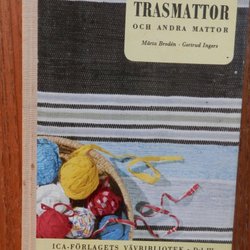 TRASMATTOR
OCH ANDRA MATTOR
Märta Brodén · Gertrud Ingers
ICA-FÖRLAGETS VÄVBIBLIOTEK